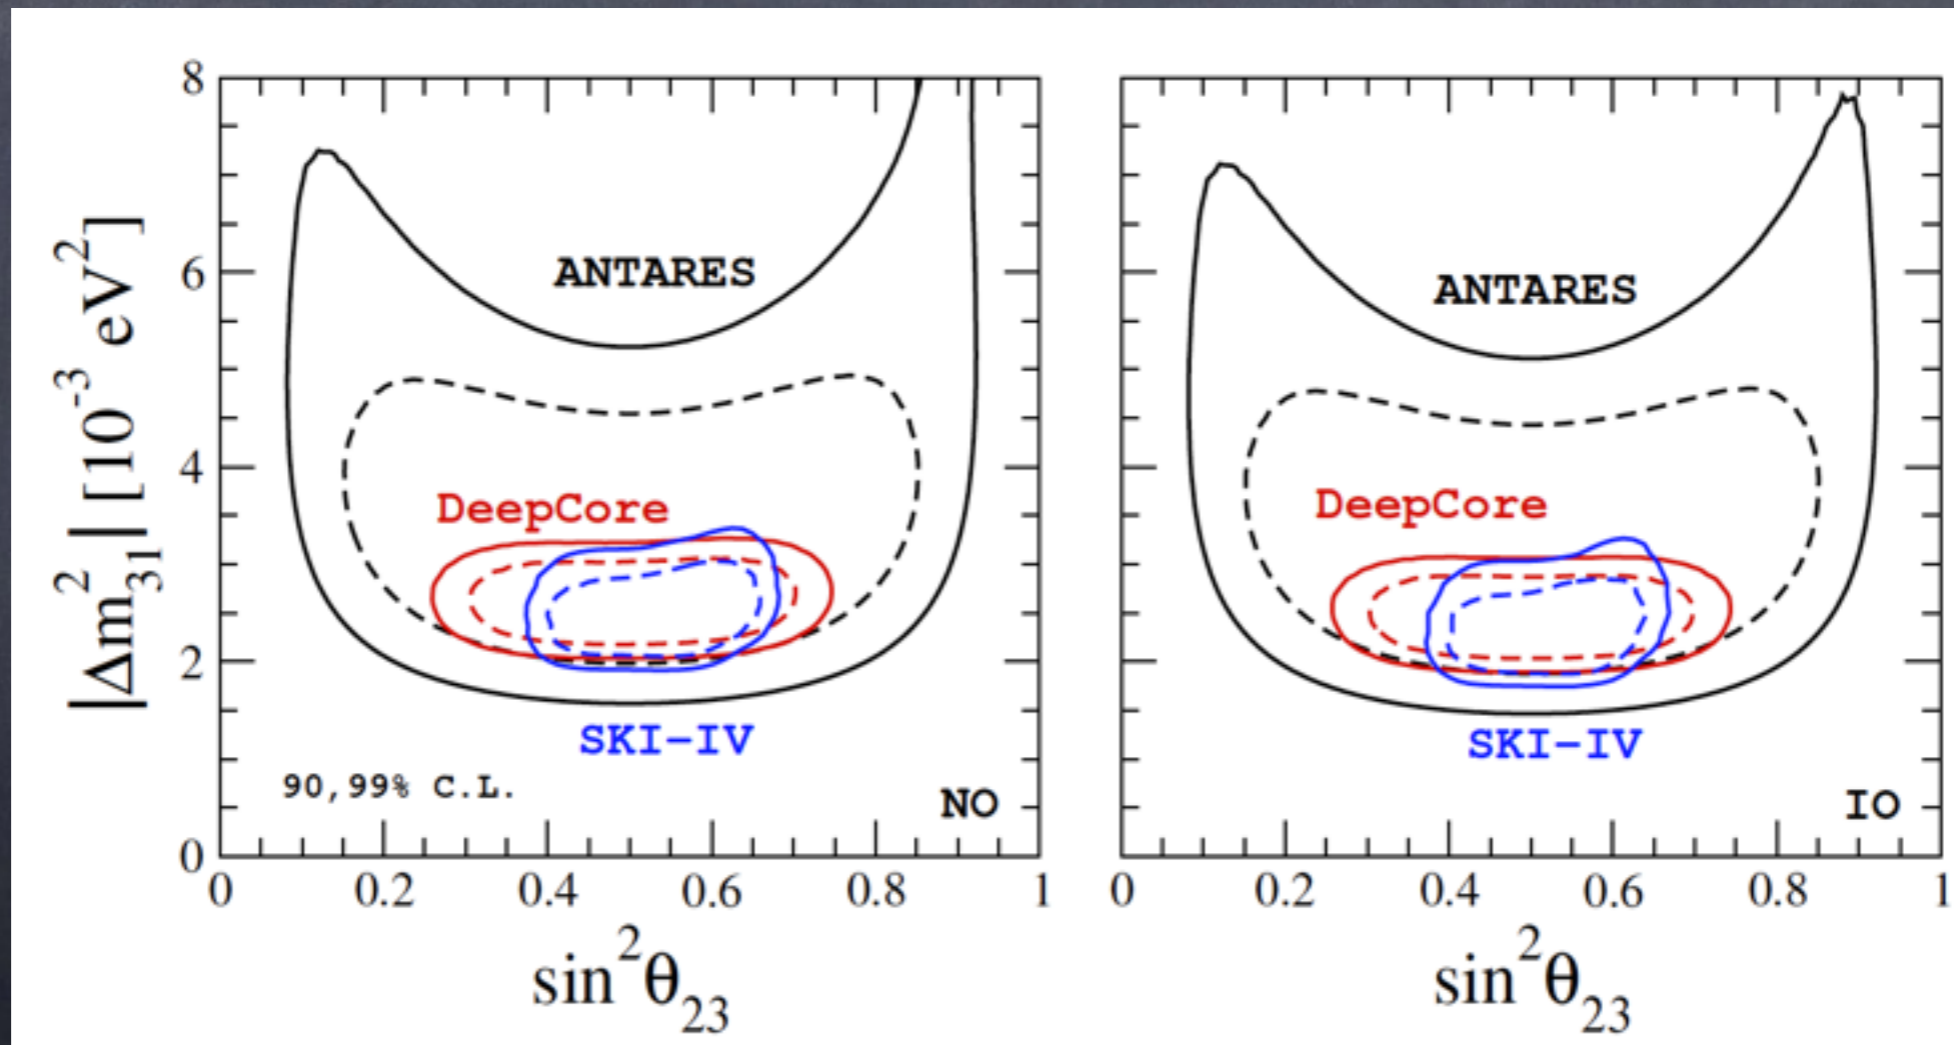 |Δm²₃₁| [10⁻³ eV²]
8
6
4
2
0
ANTARES
DeepCore
SKI-IV
90,99% C.L.
NO
0 0.2 0.4 0.6 0.8 1
sin²θ₂₃
ANTARES
DeepCore
SKI-IV
IO
0 0.2 0.4 0.6 0.8 1
sin²θ₂₃